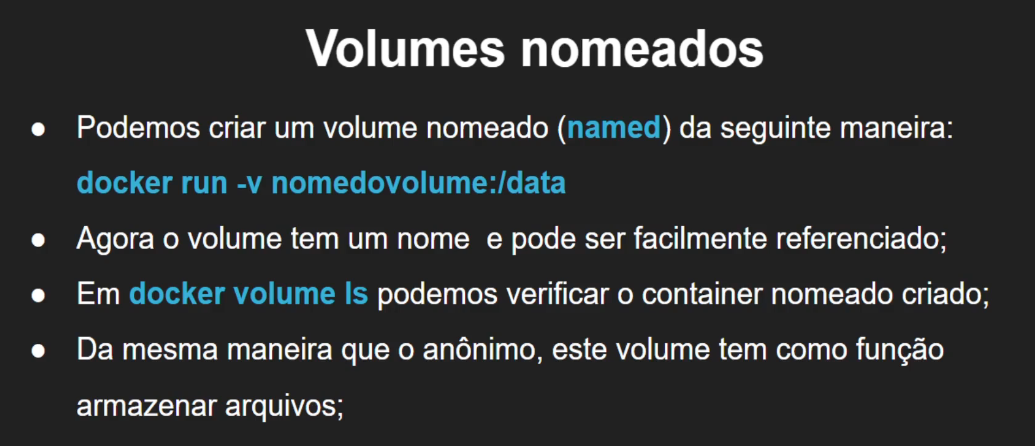 Volumes nomeados
● Podemos criar um volume nomeado (named) da seguinte maneira:
docker run -v nomedovolume:/data
● Agora o volume tem um nome  e pode ser facilmente referenciado;
● Em docker volume ls podemos verificar o container nomeado criado;
● Da mesma maneira que o anônimo, este volume tem como função
armazenar arquivos;